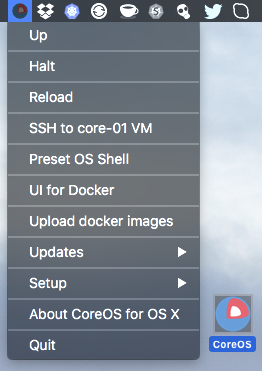 Up
Halt
Reload
SSH to core-01 VM
Preset OS Shell
UI for Docker
Upload docker images
Updates
Setup
About CoreOS for OS X
Quit
CoreOS